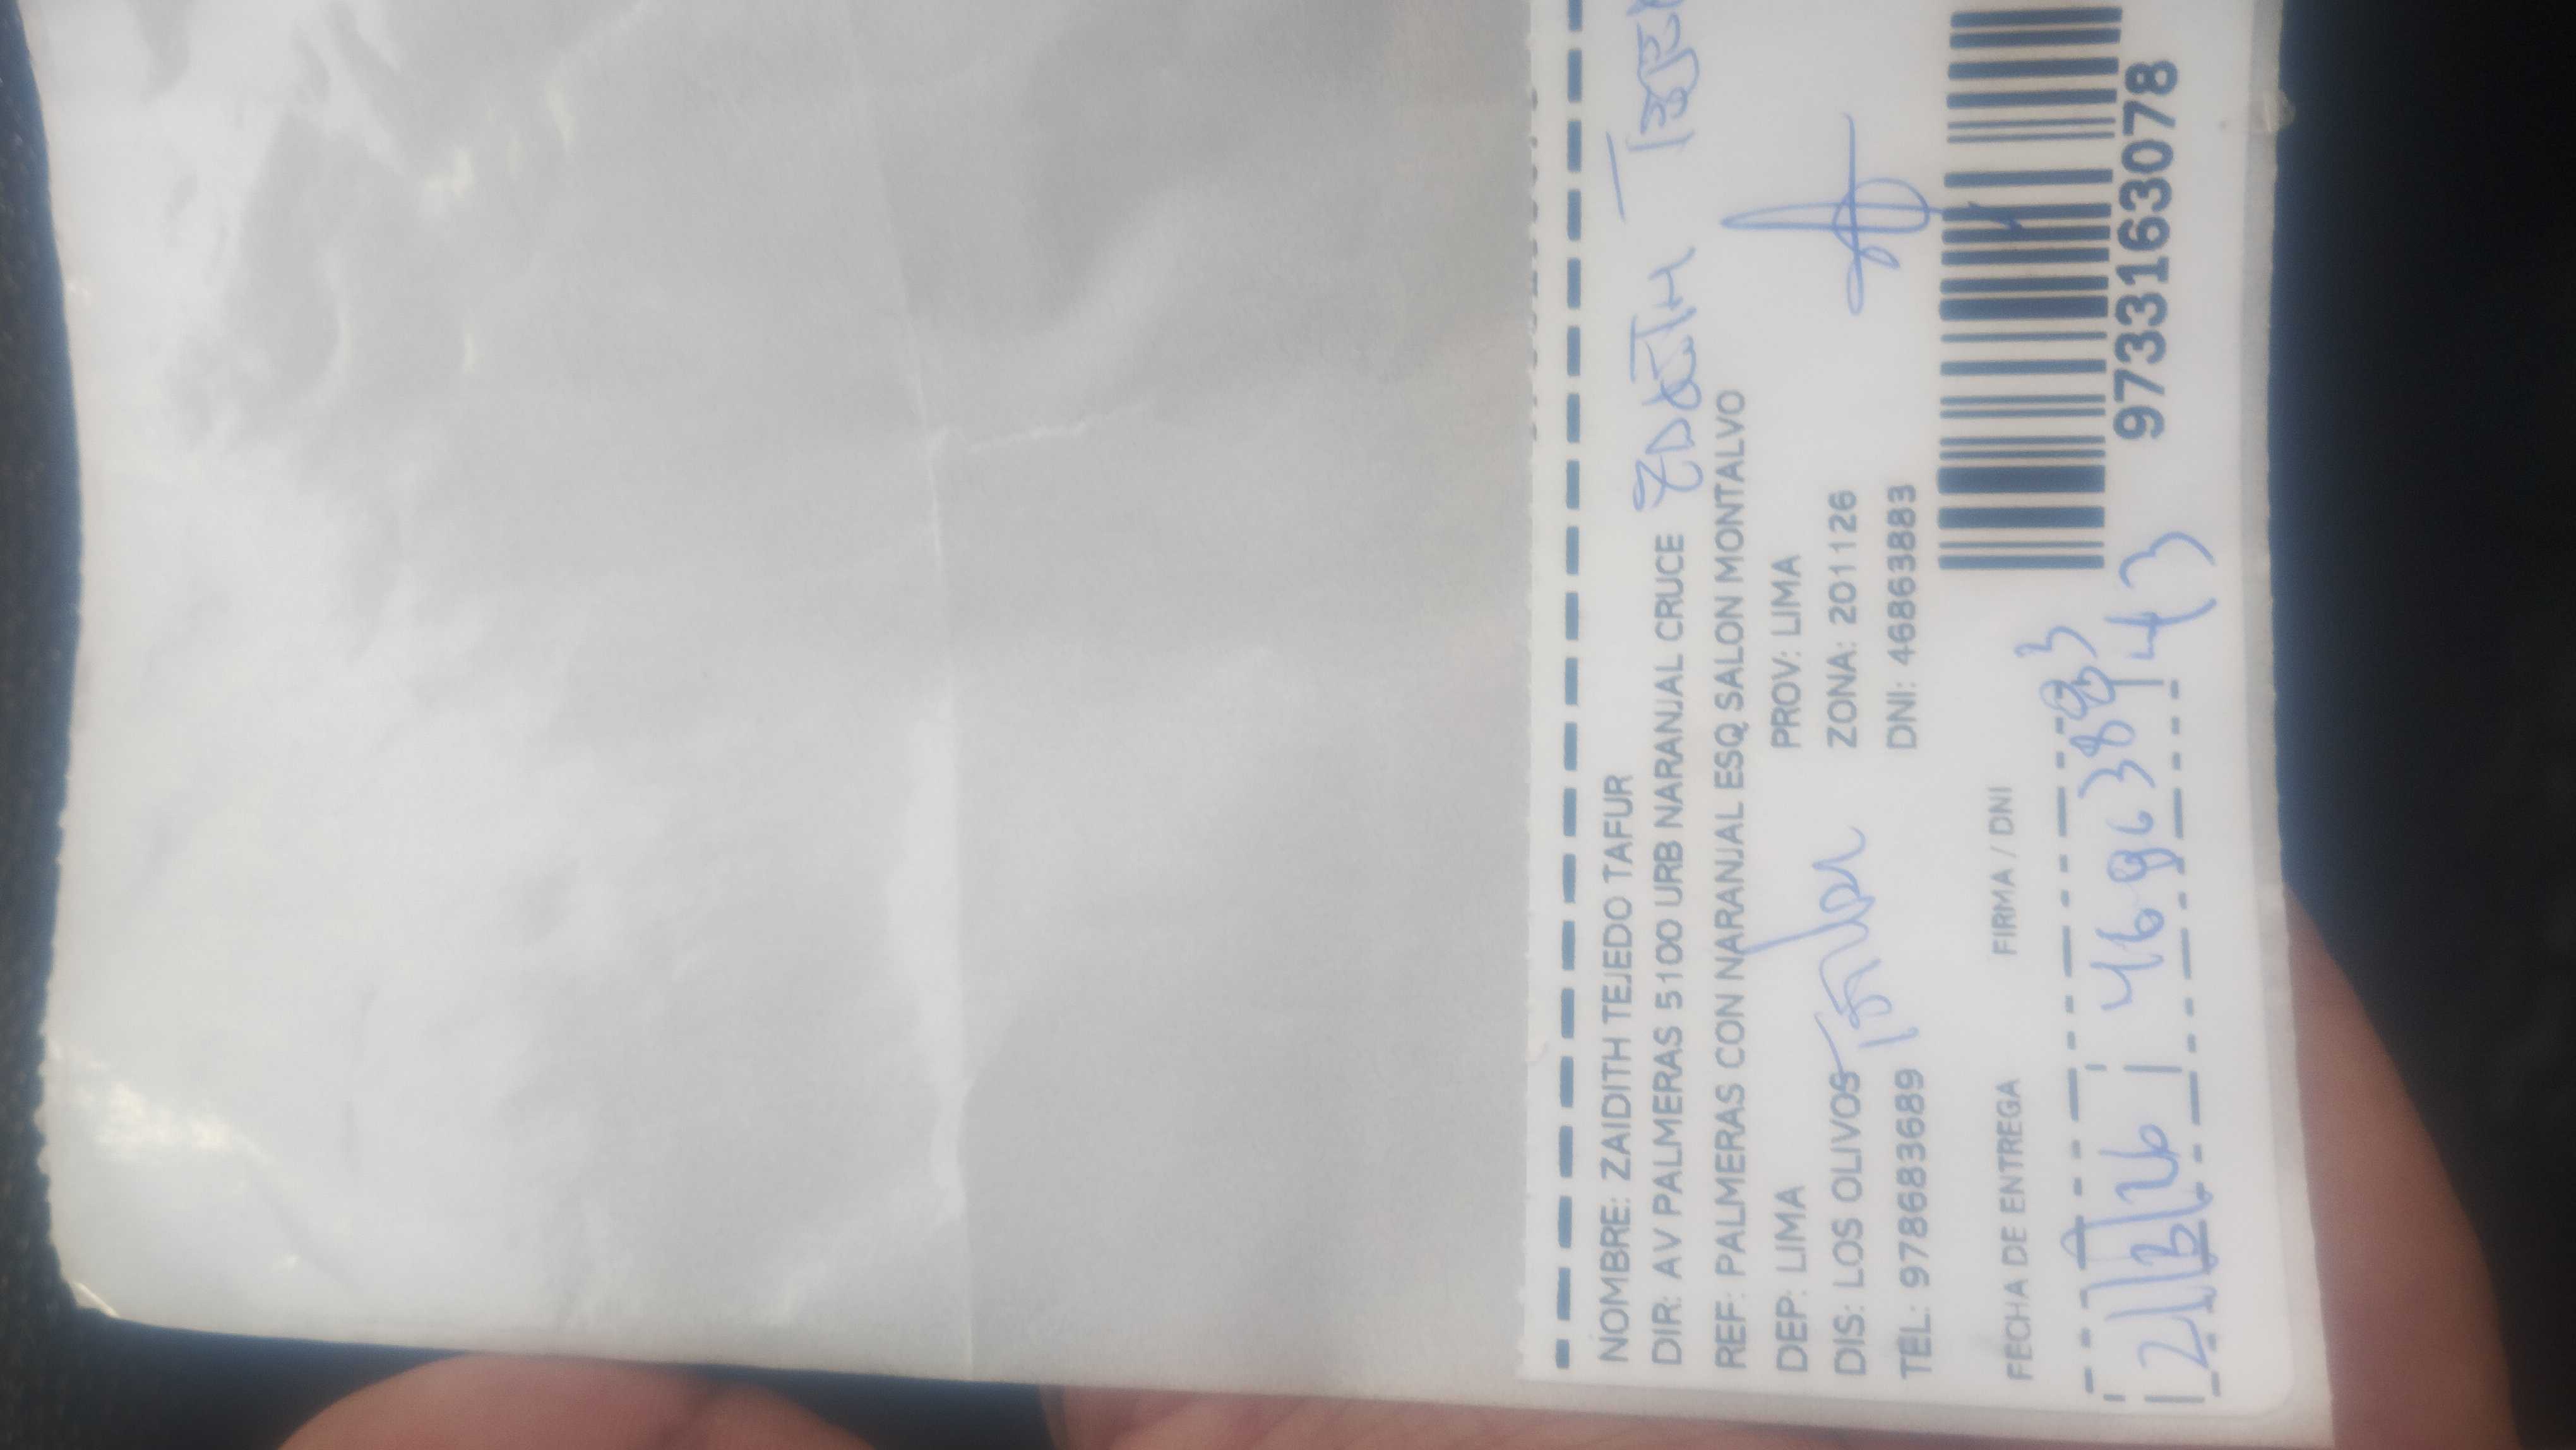 NOMBRE: ZAIDITH TEJEDO TAFUR
DIR: AV PALMERAS 5100 URB NARANJAL CRUCE
REF: PALMERAS CON NARANJAL ESQ SALON MONTALVO
DEP: LIMA PROV: LIMA
DIS: LOS OLIVOS ZONA: 201126
TEL: 978683689 DNI: 46863883
FECHA DE ENTREGA FIRMA / DNI
46863883
9733163078